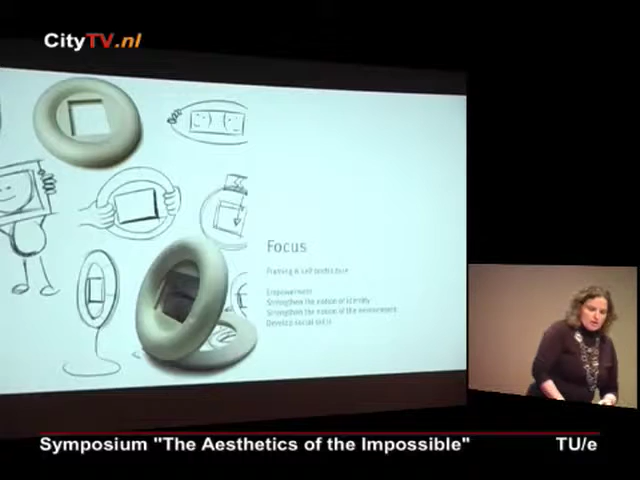 CityTV.nl
Focus
Framing & self portraiture
Empowerment
Strengthen the notion of identity
Strengthen the notion of the environment
Develop social skills
Symposium "The Aesthetics of the Impossible"
TU/e